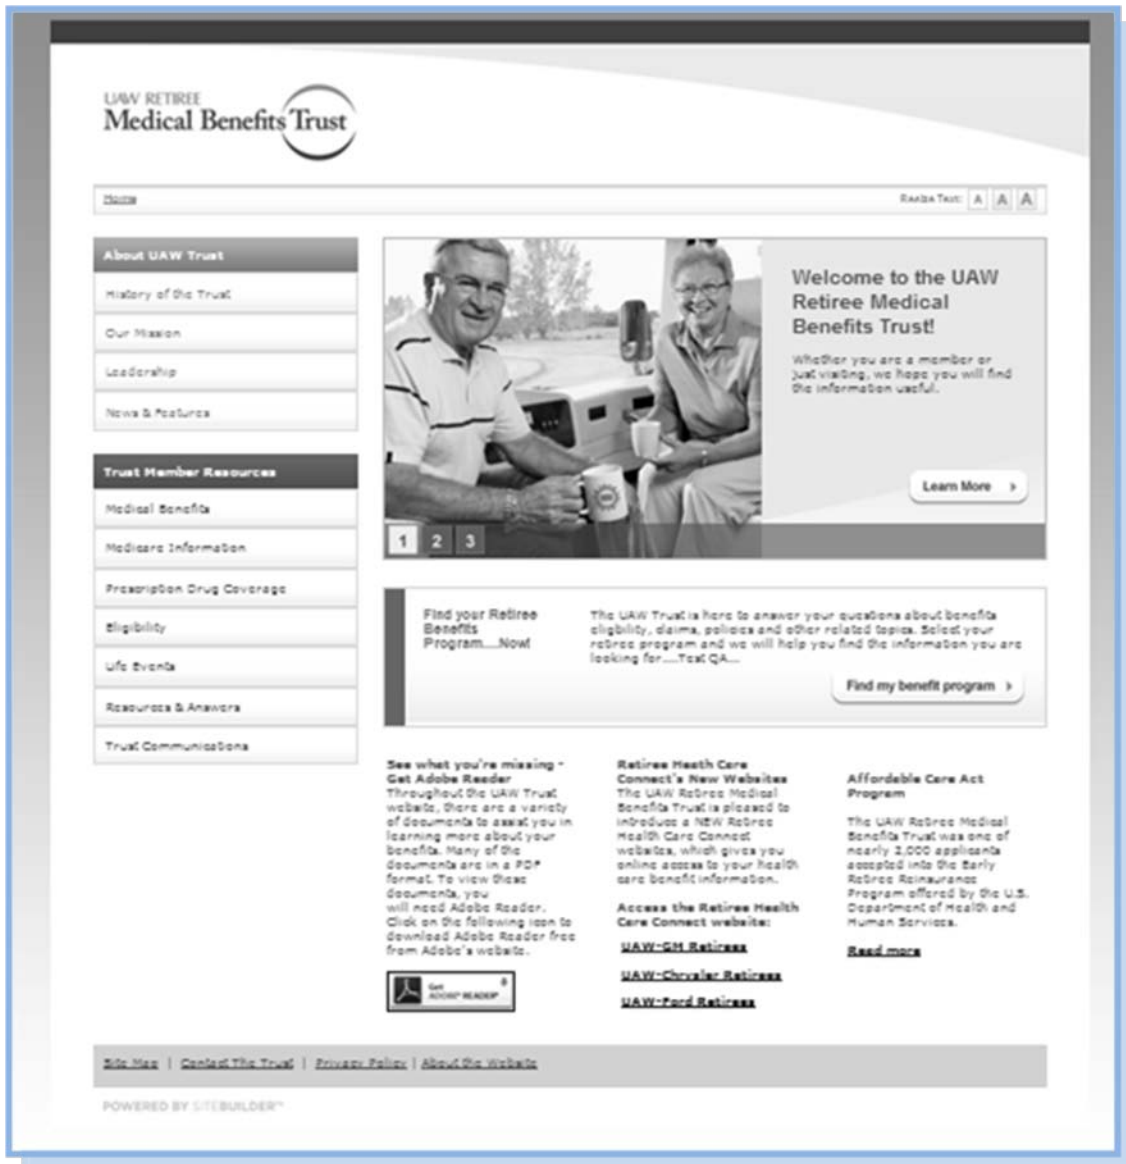 UAW RETIREE
Medical Benefits Trust
Home
Resize Text: A A A
About UAW Trust
History of the Trust
Our Mission
Leadership
News & Features
Trust Member Resources
Medical Benefits
Medicare Information
Prescription Drug Coverage
Eligibility
Life Events
Resources & Answers
Trust Communications
Welcome to the UAW
Retiree Medical
Benefits Trust!
Whether you are a member or
just visiting, we hope you will find
the information useful.
Learn More
1 2 3
Find your Retiree
Benefits
Program....Now!
The UAW Trust is here to answer your questions about benefits
eligibility, claims, policies and other related topics. Select your
retiree program and we will help you find the information you are
looking for....Test QA...
Find my benefit program
See what you're missing -
Get Adobe Reader
Throughout the UAW Trust
website, there are a variety
of documents to assist you in
learning more about your
benefits. Many of the
documents are in a PDF
format. To view these
documents, you
will need Adobe Reader.
Click on the following icon to
download Adobe Reader free
from Adobe's website.
Get
ADOBE® READER®
Retiree Heath Care
Connect's New Websites
The UAW Retiree Medical
Benefits Trust is pleased to
introduce a NEW Retiree
Health Care Connect
websites, which gives you
online access to your health
care benefit information.
Access the Retiree Health
Care Connect website:
UAW-GM Retirees
UAW-Chrysler Retirees
UAW-Ford Retirees
Affordable Care Act
Program
The UAW Retiree Medical
Benefits Trust was one of
nearly 2,000 applicants
accepted into the Early
Retiree Reinsurance
Program offered by the U.S.
Department of Health and
Human Services.
Read more
Site Map | Contact The Trust | Privacy Policy | About the Website
POWERED BY SITEBUILDER™